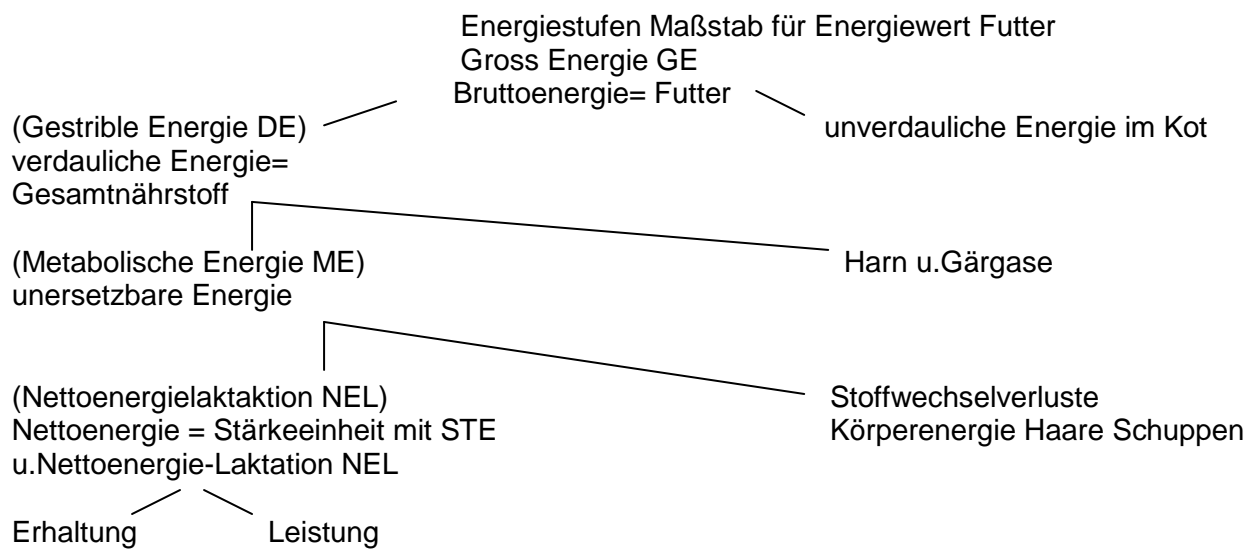 Energiestufen Maßstab für Energiewert Futter
Gross Energie GE
Bruttoenergie= Futter
(Gestrible Energie DE)
unverdauliche Energie im Kot
verdauliche Energie=
Gesamtnährstoff
(Metabolische Energie ME)
Harn u.Gärgase
unersetzbare Energie
(Nettoenergielaktaktion NEL)
Stoffwechselverluste
Nettoenergie = Stärkeeinheit mit STE
Körperenergie Haare Schuppen
u.Nettoenergie-Laktation NEL
Erhaltung
Leistung